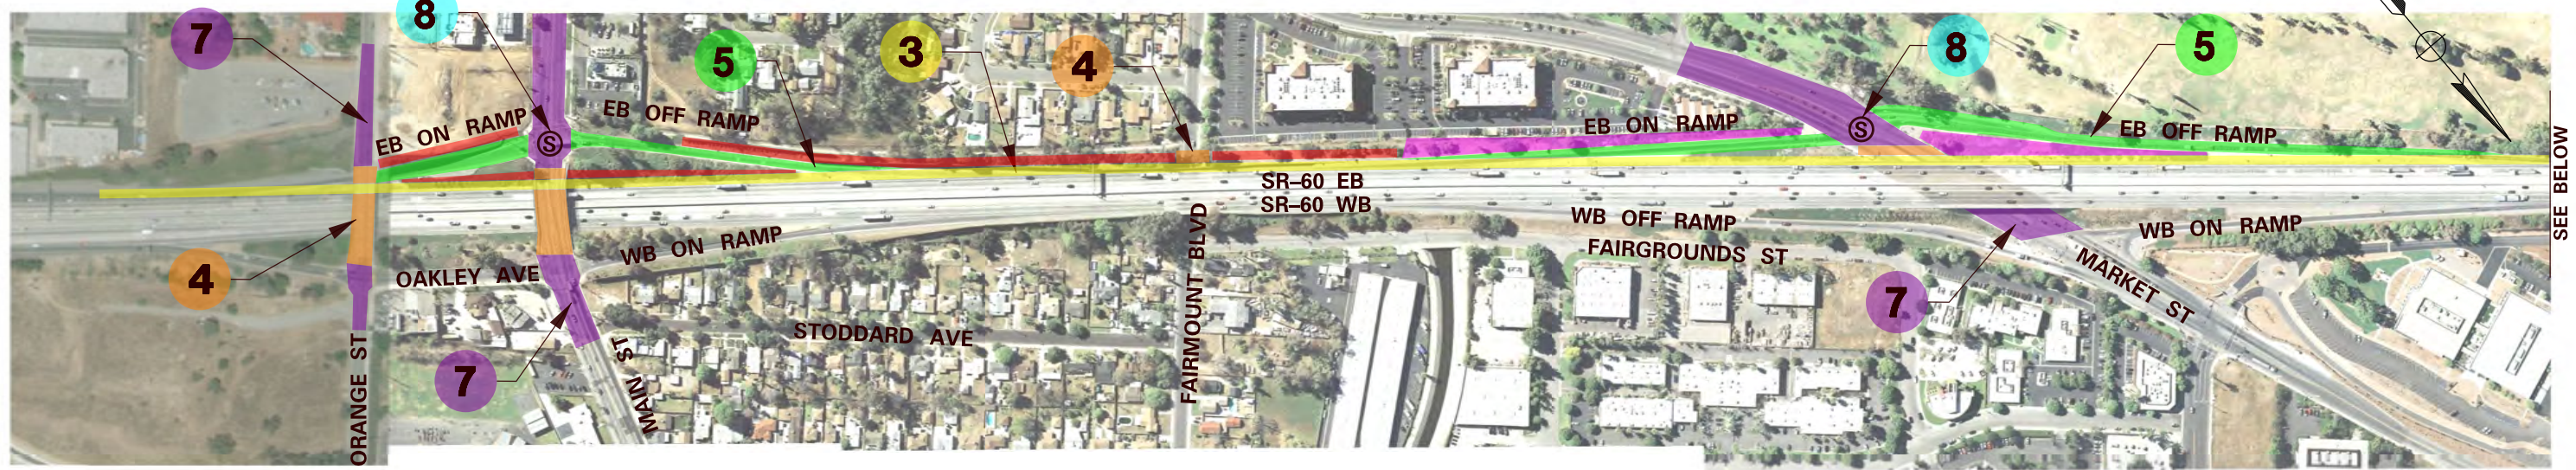 7
8
5
3
4
8
5
EB ON RAMP
EB OFF RAMP
S
EB ON RAMP
S
EB OFF RAMP
SR–60 EB
SR–60 WB
SEE BELOW
4
OAKLEY AVE
WB ON RAMP
FAIRMOUNT BLVD
WB OFF RAMP
FAIRGROUNDS ST
WB ON RAMP
MARKET ST
7
7
STODDARD AVE
ORANGE ST
MAIN ST